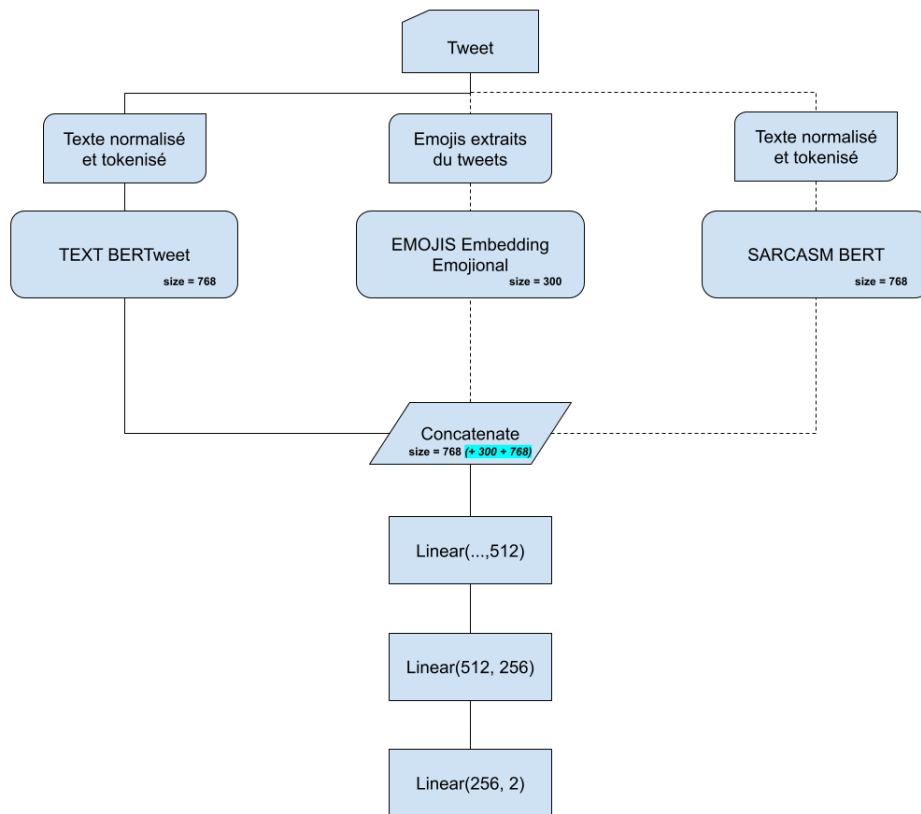 Tweet
Texte normalisé
et tokenisé
Emojis extraits
du tweets
Texte normalisé
et tokenisé
TEXT BERTweet
size = 768
EMOJIS Embedding
Emojional
size = 300
SARCASM BERT
size = 768
Concatenate
size = 768 (+ 300 + 768)
Linear(...,512)
Linear(512, 256)
Linear(256, 2)